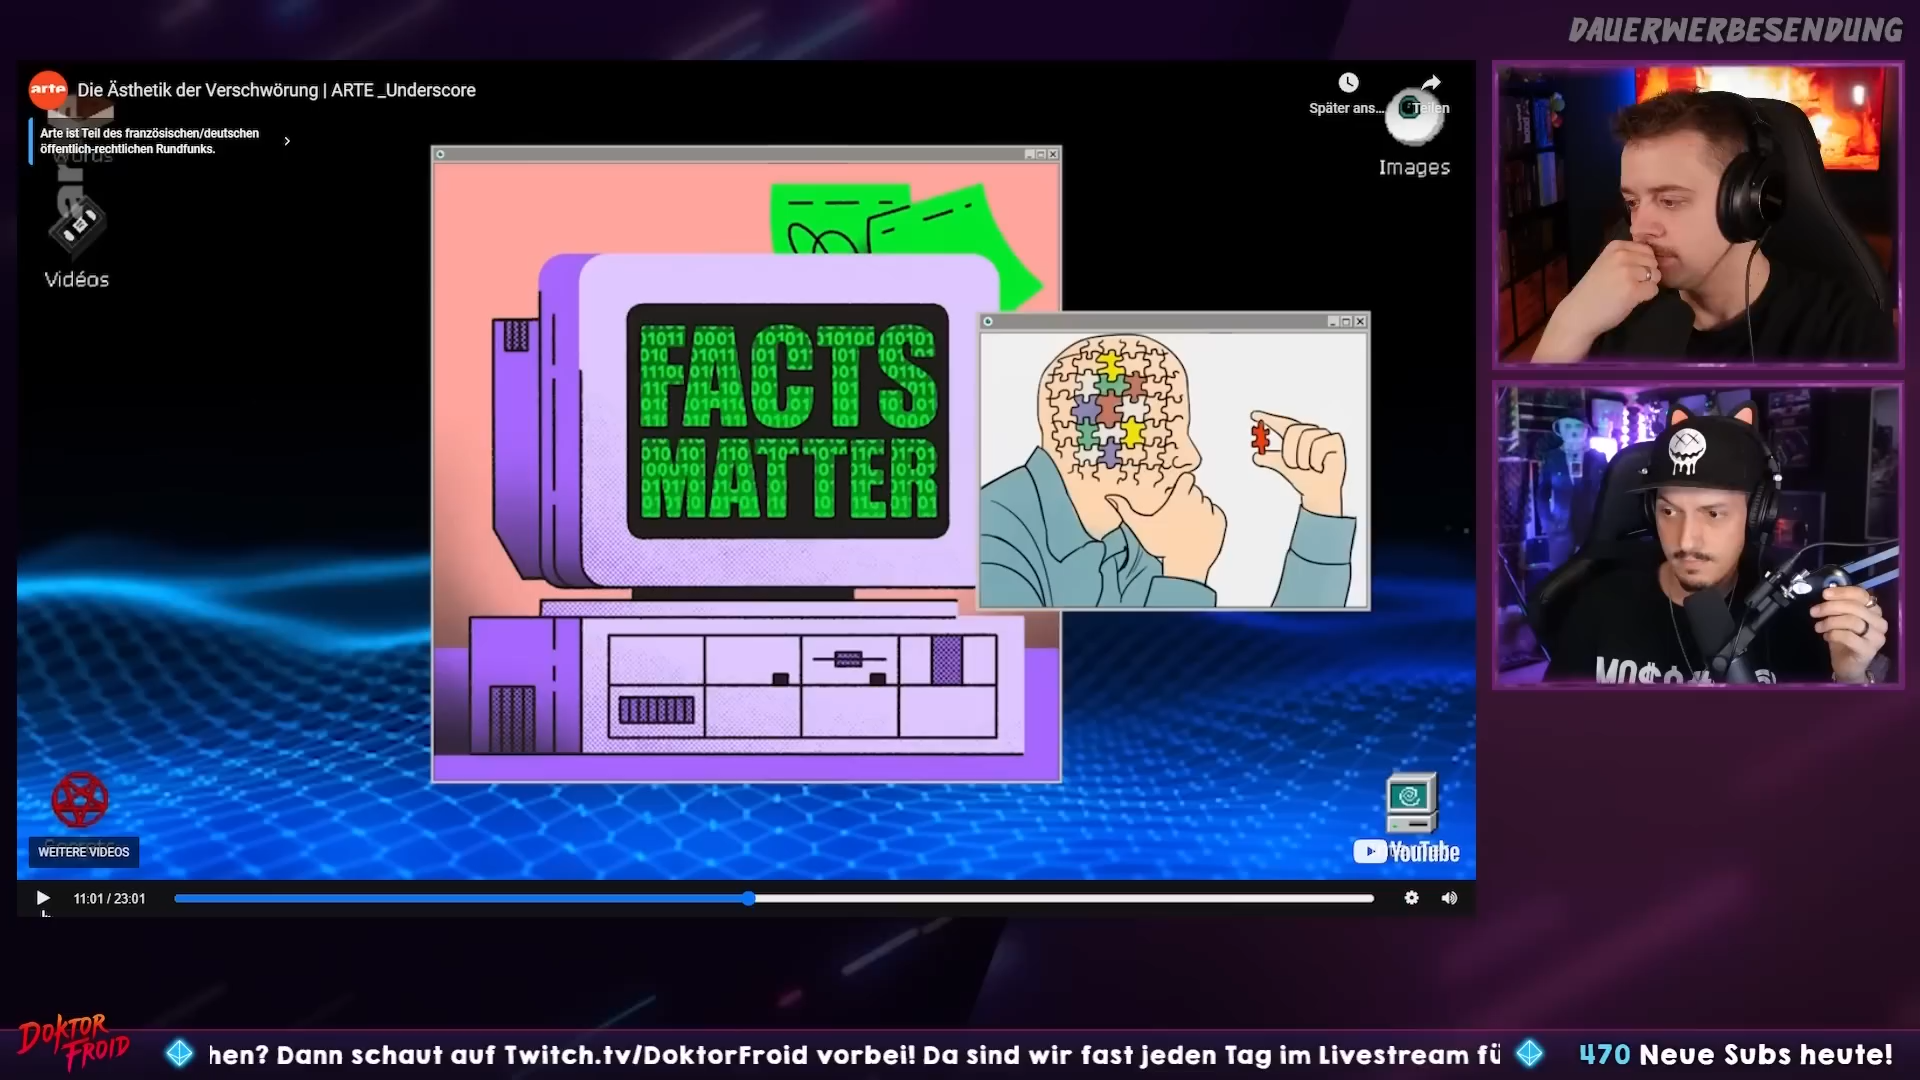 DAUERWERBESENDUNG
arte
Die Ästhetik der Verschwörung | ARTE _Underscore
Später ans...
Teilen
Arte ist Teil des französischen/deutschen
öffentlich-rechtlichen Rundfunks.
Words
Images
Vidéos
FACTS
MATTER
WEITERE VIDEOS
YouTube
11:01 / 23:01
DOKTOR
FROID
hen? Dann schaut auf Twitch.tv/DoktorFroid vorbei! Da sind wir fast jeden Tag im Livestream fü
470 Neue Subs heute!